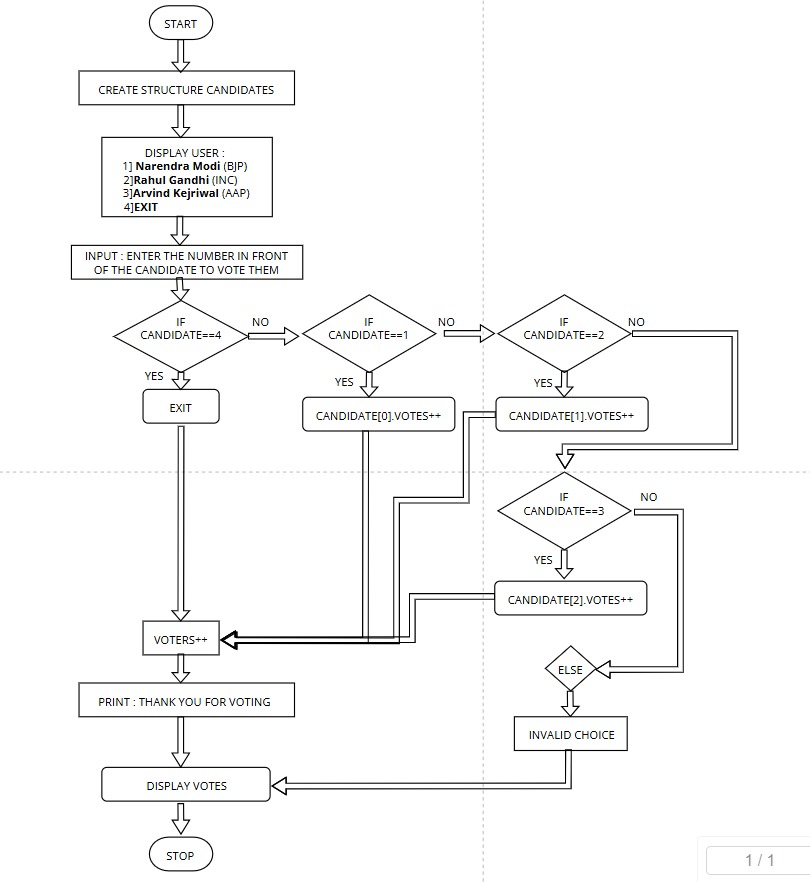 START
CREATE STRUCTURE CANDIDATES
DISPLAY USER :
1] Narendra Modi (BJP)
2]Rahul Gandhi (INC)
3]Arvind Kejriwal (AAP)
4]EXIT
INPUT : ENTER THE NUMBER IN FRONT
OF THE CANDIDATE TO VOTE THEM
IF
CANDIDATE==4
NO
YES
EXIT
IF
CANDIDATE==1
NO
YES
CANDIDATE[0].VOTES++
IF
CANDIDATE==2
NO
YES
CANDIDATE[1].VOTES++
IF
CANDIDATE==3
NO
YES
CANDIDATE[2].VOTES++
VOTERS++
ELSE
PRINT : THANK YOU FOR VOTING
INVALID CHOICE
DISPLAY VOTES
STOP
1 / 1